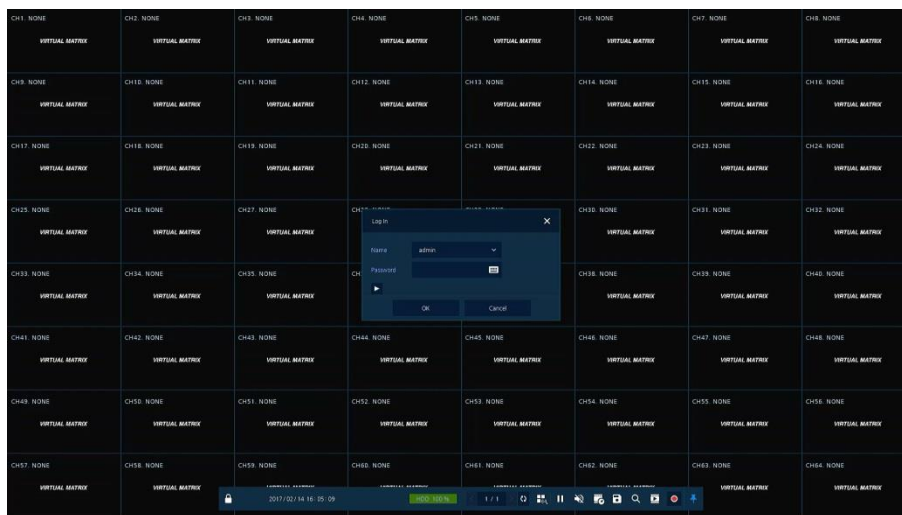 CH1. NONE CH2. NONE CH3. NONE CH4. NONE CH5. NONE CH6. NONE CH7. NONE CH8. NONE
VIRTUAL MATRIX VIRTUAL MATRIX VIRTUAL MATRIX VIRTUAL MATRIX VIRTUAL MATRIX VIRTUAL MATRIX VIRTUAL MATRIX VIRTUAL MATRIX
CH9. NONE CH10. NONE CH11. NONE CH12. NONE CH13. NONE CH14. NONE CH15. NONE CH16. NONE
VIRTUAL MATRIX VIRTUAL MATRIX VIRTUAL MATRIX VIRTUAL MATRIX VIRTUAL MATRIX VIRTUAL MATRIX VIRTUAL MATRIX VIRTUAL MATRIX
CH17. NONE CH18. NONE CH19. NONE CH20. NONE CH21. NONE CH22. NONE CH23. NONE CH24. NONE
VIRTUAL MATRIX VIRTUAL MATRIX VIRTUAL MATRIX VIRTUAL MATRIX VIRTUAL MATRIX VIRTUAL MATRIX VIRTUAL MATRIX VIRTUAL MATRIX
CH25. NONE CH26. NONE CH27. NONE CH30. NONE CH31. NONE CH32. NONE
VIRTUAL MATRIX VIRTUAL MATRIX VIRTUAL MATRIX VIRTUAL MATRIX VIRTUAL MATRIX VIRTUAL MATRIX
Log In
Name admin
Password
OK Cancel
CH33. NONE CH34. NONE CH35. NONE CH CH38. NONE CH39. NONE CH40. NONE
VIRTUAL MATRIX VIRTUAL MATRIX VIRTUAL MATRIX VIRTUAL MATRIX VIRTUAL MATRIX VIRTUAL MATRIX
CH41. NONE CH42. NONE CH43. NONE CH44. NONE CH45. NONE CH46. NONE CH47. NONE CH48. NONE
VIRTUAL MATRIX VIRTUAL MATRIX VIRTUAL MATRIX VIRTUAL MATRIX VIRTUAL MATRIX VIRTUAL MATRIX VIRTUAL MATRIX VIRTUAL MATRIX
CH49. NONE CH50. NONE CH51. NONE CH52. NONE CH53. NONE CH54. NONE CH55. NONE CH56. NONE
VIRTUAL MATRIX VIRTUAL MATRIX VIRTUAL MATRIX VIRTUAL MATRIX VIRTUAL MATRIX VIRTUAL MATRIX VIRTUAL MATRIX VIRTUAL MATRIX
CH57. NONE CH58. NONE CH59. NONE CH60. NONE CH61. NONE CH62. NONE CH63. NONE CH64. NONE
VIRTUAL MATRIX VIRTUAL MATRIX VIRTUAL MATRIX VIRTUAL MATRIX
2017/02/14 16:05:09 HDD 100% 1 / 1